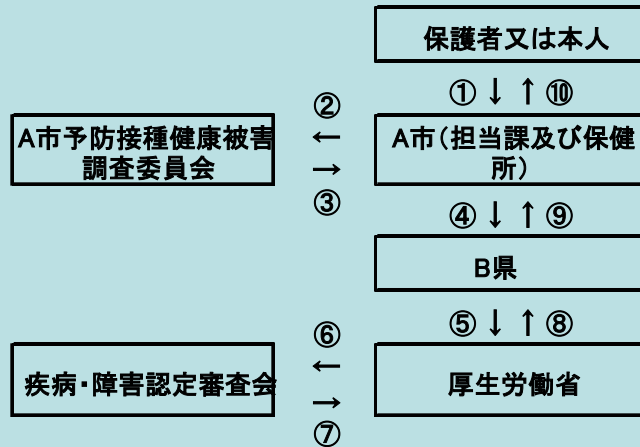 保護者又は本人
① ↓ ↑ ⑩
②
←
A市予防接種健康被害
調査委員会
→
③
A市（担当課及び保健
所）
④ ↓ ↑ ⑨
B県
⑤ ↓ ↑ ⑧
⑥
←
疾病・障害認定審査会
→
⑦
厚生労働省